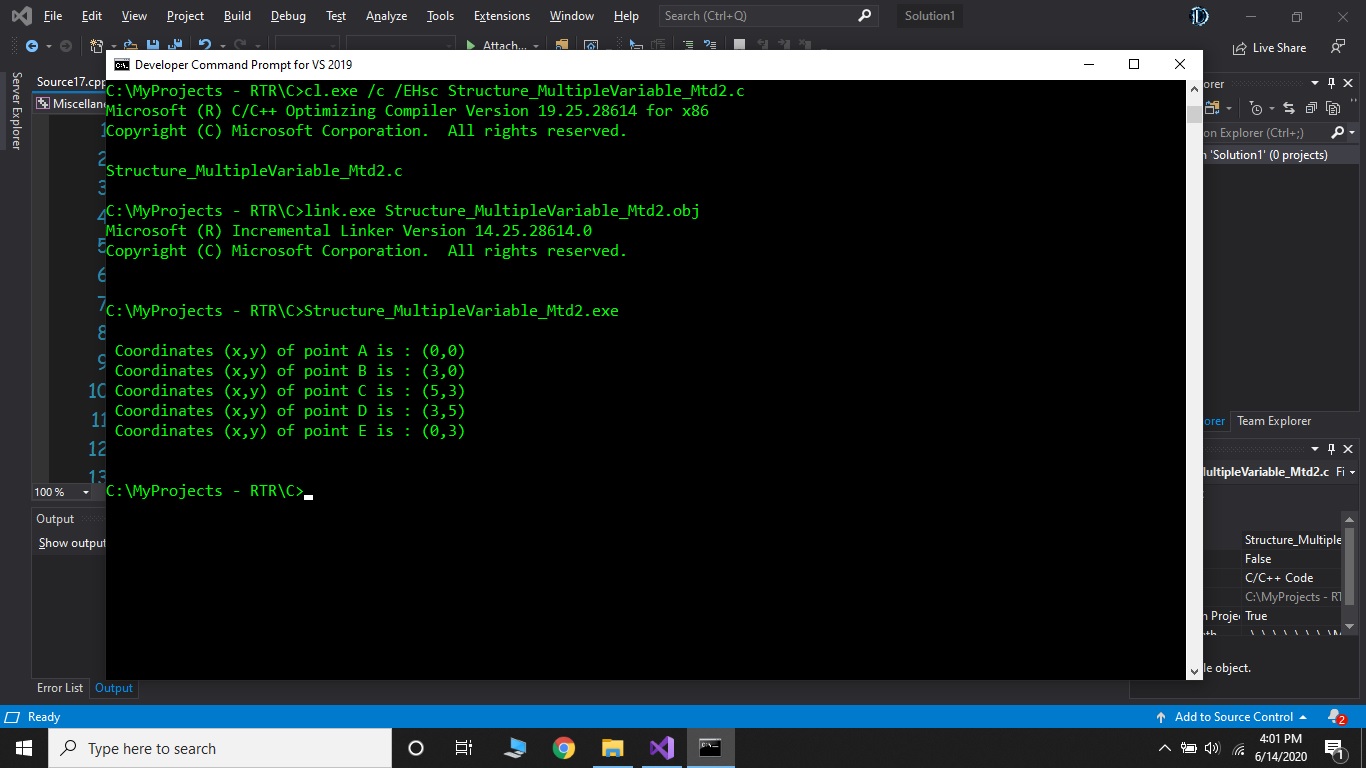 File Edit View Project Build Debug Test Analyze Tools Extensions Window Help Search (Ctrl+Q) Solution1
Attach...
Live Share
Developer Command Prompt for VS 2019
Server Explorer
Source17.cpp
1
2
3
4
5
6
7
8
9
10
11
12
13
100 %
Output
Show output
Error List Output
C:\MyProjects - RTR\C>cl.exe /c /EHsc Structure_MultipleVariable_Mtd2.c
Microsoft (R) C/C++ Optimizing Compiler Version 19.25.28614 for x86
Copyright (C) Microsoft Corporation.  All rights reserved.
Structure_MultipleVariable_Mtd2.c
C:\MyProjects - RTR\C>link.exe Structure_MultipleVariable_Mtd2.obj
Microsoft (R) Incremental Linker Version 14.25.28614.0
Copyright (C) Microsoft Corporation.  All rights reserved.
C:\MyProjects - RTR\C>Structure_MultipleVariable_Mtd2.exe
Coordinates (x,y) of point A is : (0,0)
Coordinates (x,y) of point B is : (3,0)
Coordinates (x,y) of point C is : (5,3)
Coordinates (x,y) of point D is : (3,5)
Coordinates (x,y) of point E is : (0,3)
C:\MyProjects - RTR\C>
orer
on Explorer (Ctrl+;)
n 'Solution1' (0 projects)
orer Team Explorer
MultipleVariable_Mtd2.c Fi
Structure_Multiple
False
C/C++ Code
C:\MyProjects - RT
n Proje True
le object.
Ready
Add to Source Control 2
Type here to search
4:01 PM
6/14/2020
1